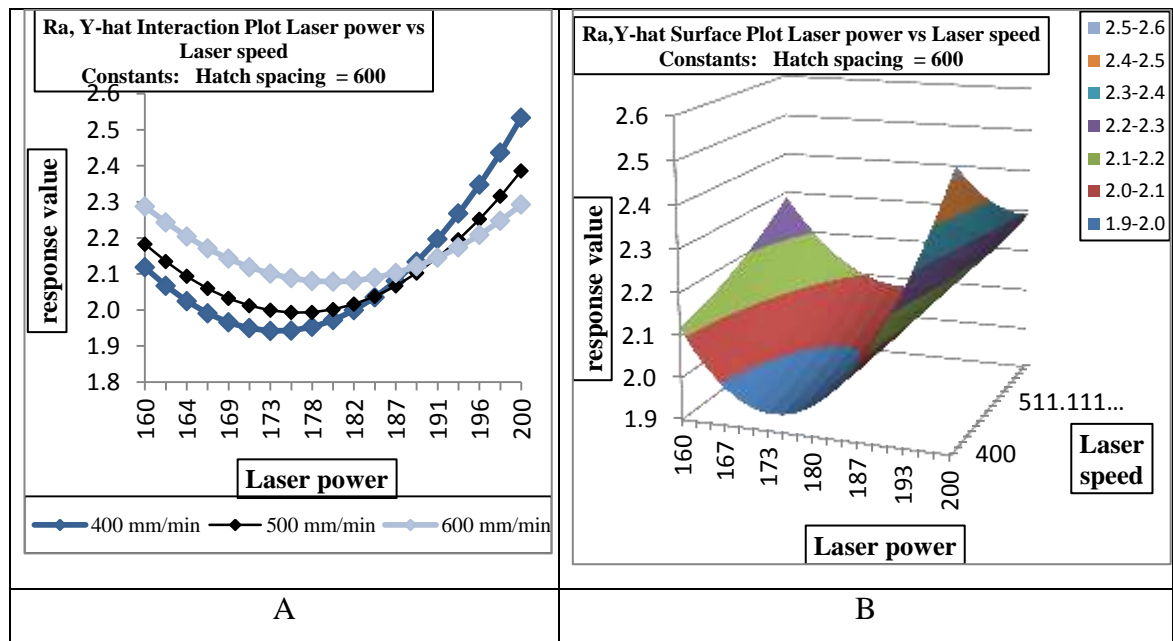 Ra, Y-hat Interaction Plot Laser power vs
Laser speed
Constants: Hatch spacing = 600
2.6
2.5
2.4
2.3
2.2
2.1
2.0
1.9
1.8
response value
160
164
169
173
178
182
187
191
196
200
Laser power
400 mm/min
500 mm/min
600 mm/min
A
Ra,Y-hat Surface Plot Laser power vs Laser speed
Constants: Hatch spacing = 600
2.5-2.6
2.4-2.5
2.3-2.4
2.2-2.3
2.1-2.2
2.0-2.1
1.9-2.0
2.6
2.5
2.4
2.3
2.2
2.1
2.0
1.9
response value
160
167
173
180
187
193
200
400
511.111...
Laser
speed
Laser power
B